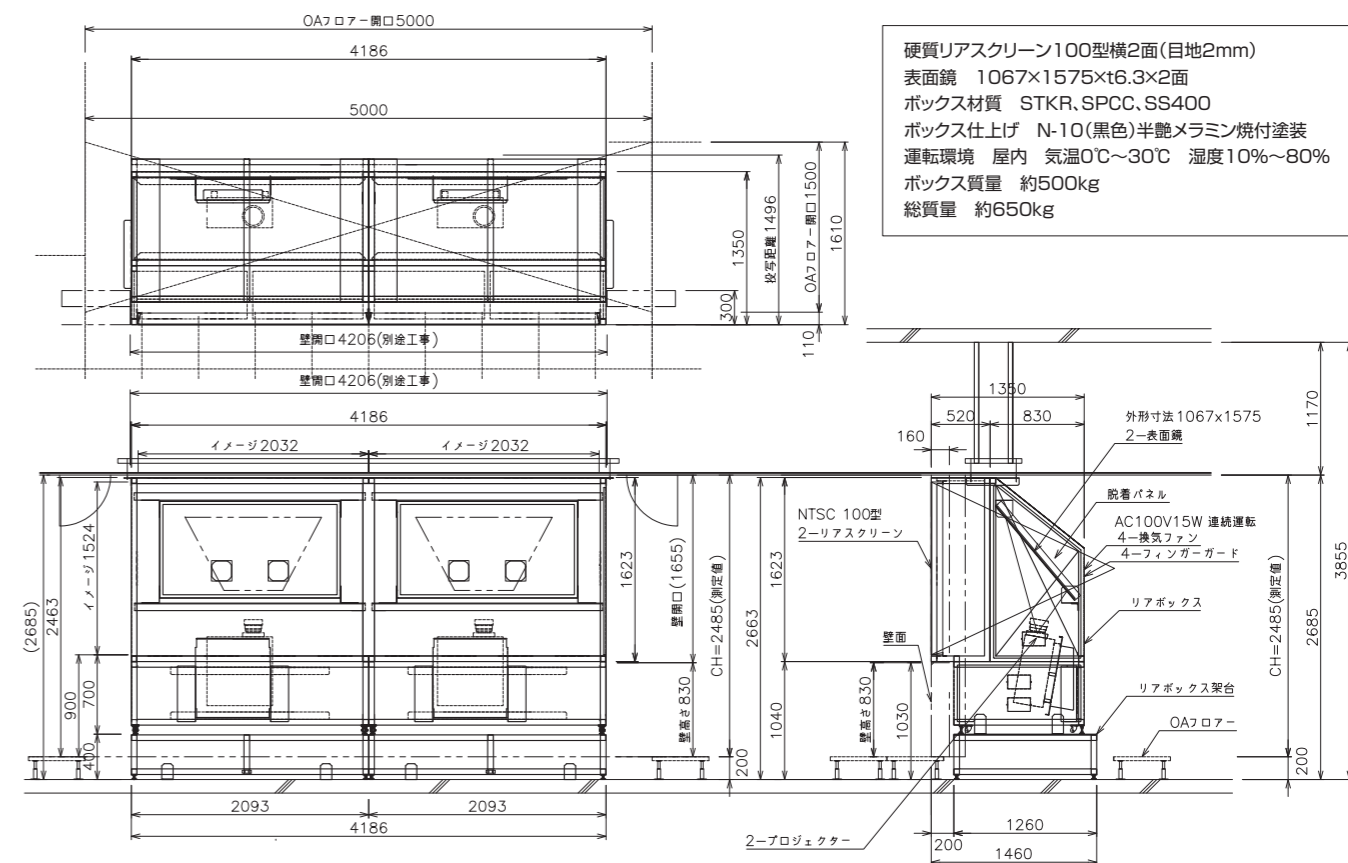 OAフロアー開口5000
4186
5000
1350
投写距離1496
OAフロアー開口1500
1610
300
110
壁開口4206(別途工事)
壁開口4206(別途工事)
4186
イメージ2032
イメージ2032
(2685)
2463
イメージ1524
900
700
400
1623
壁開口(1655)
壁高さ830
CH=2485(測定値)
200
2093
2093
4186
硬質リアスクリーン100型横2面(目地2mm)
表面鏡 1067×1575×t6.3×2面
ボックス材質 STKR、SPCC、SS400
ボックス仕上げ N-10(黒色)半艶メラミン焼付塗装
運転環境 屋内 気温0℃~30℃ 湿度10%~80%
ボックス質量 約500kg
総質量 約650kg
1350
520
830
160
外形寸法1067x1575
2ー表面鏡
脱着パネル
NTSC 100型
2ーリアスクリーン
AC100V15W 連続運転
4ー換気ファン
4ーフィンガーガード
リアボックス
壁面
リアボックス架台
OAフロアー
2663
1623
1040
壁高さ830
1030
1170
3855
CH=2485(測定値)
2685
200
2ープロジェクター
200
1260
1460